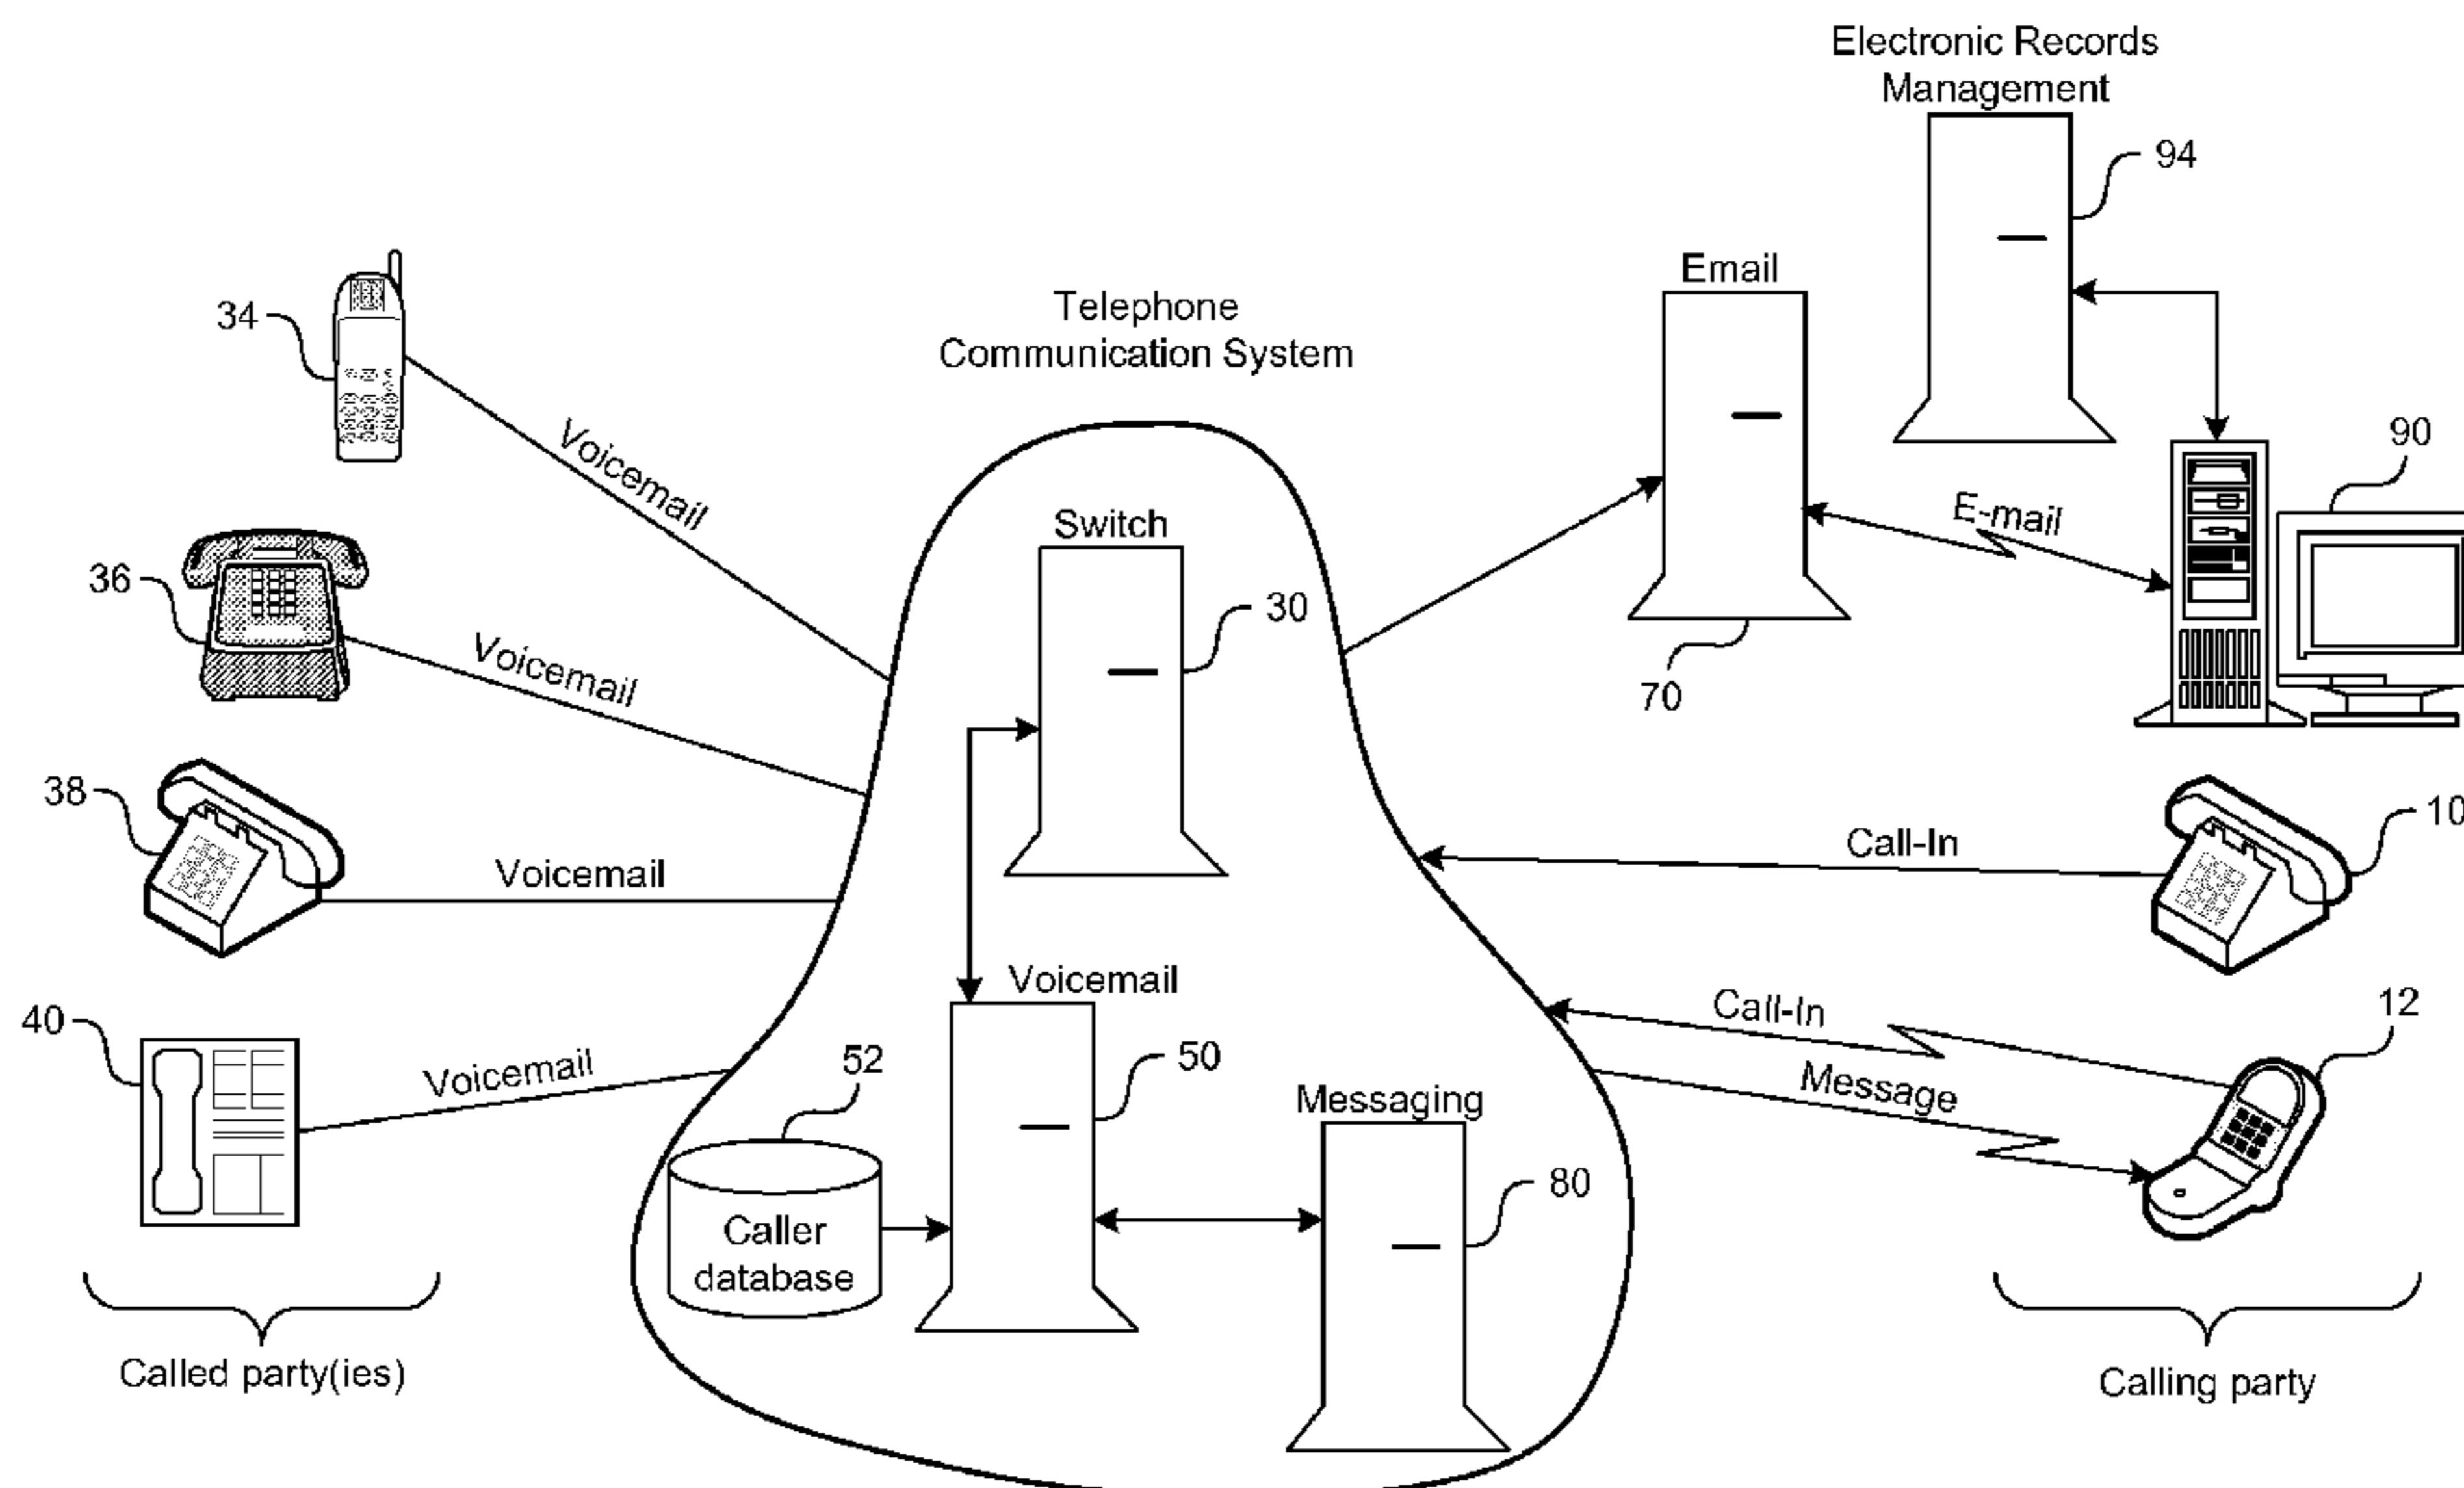 Electronic Records
Management
94
Email
90
Telephone
Communication System
34
Voicemail
E-mail
Switch
36
30
Voicemail
70
38
10
Call-In
Voicemail
Voicemail
12
Call-In
40
52
50
Voicemail
Message
Messaging
80
Caller
database
Called party(ies)
Calling party